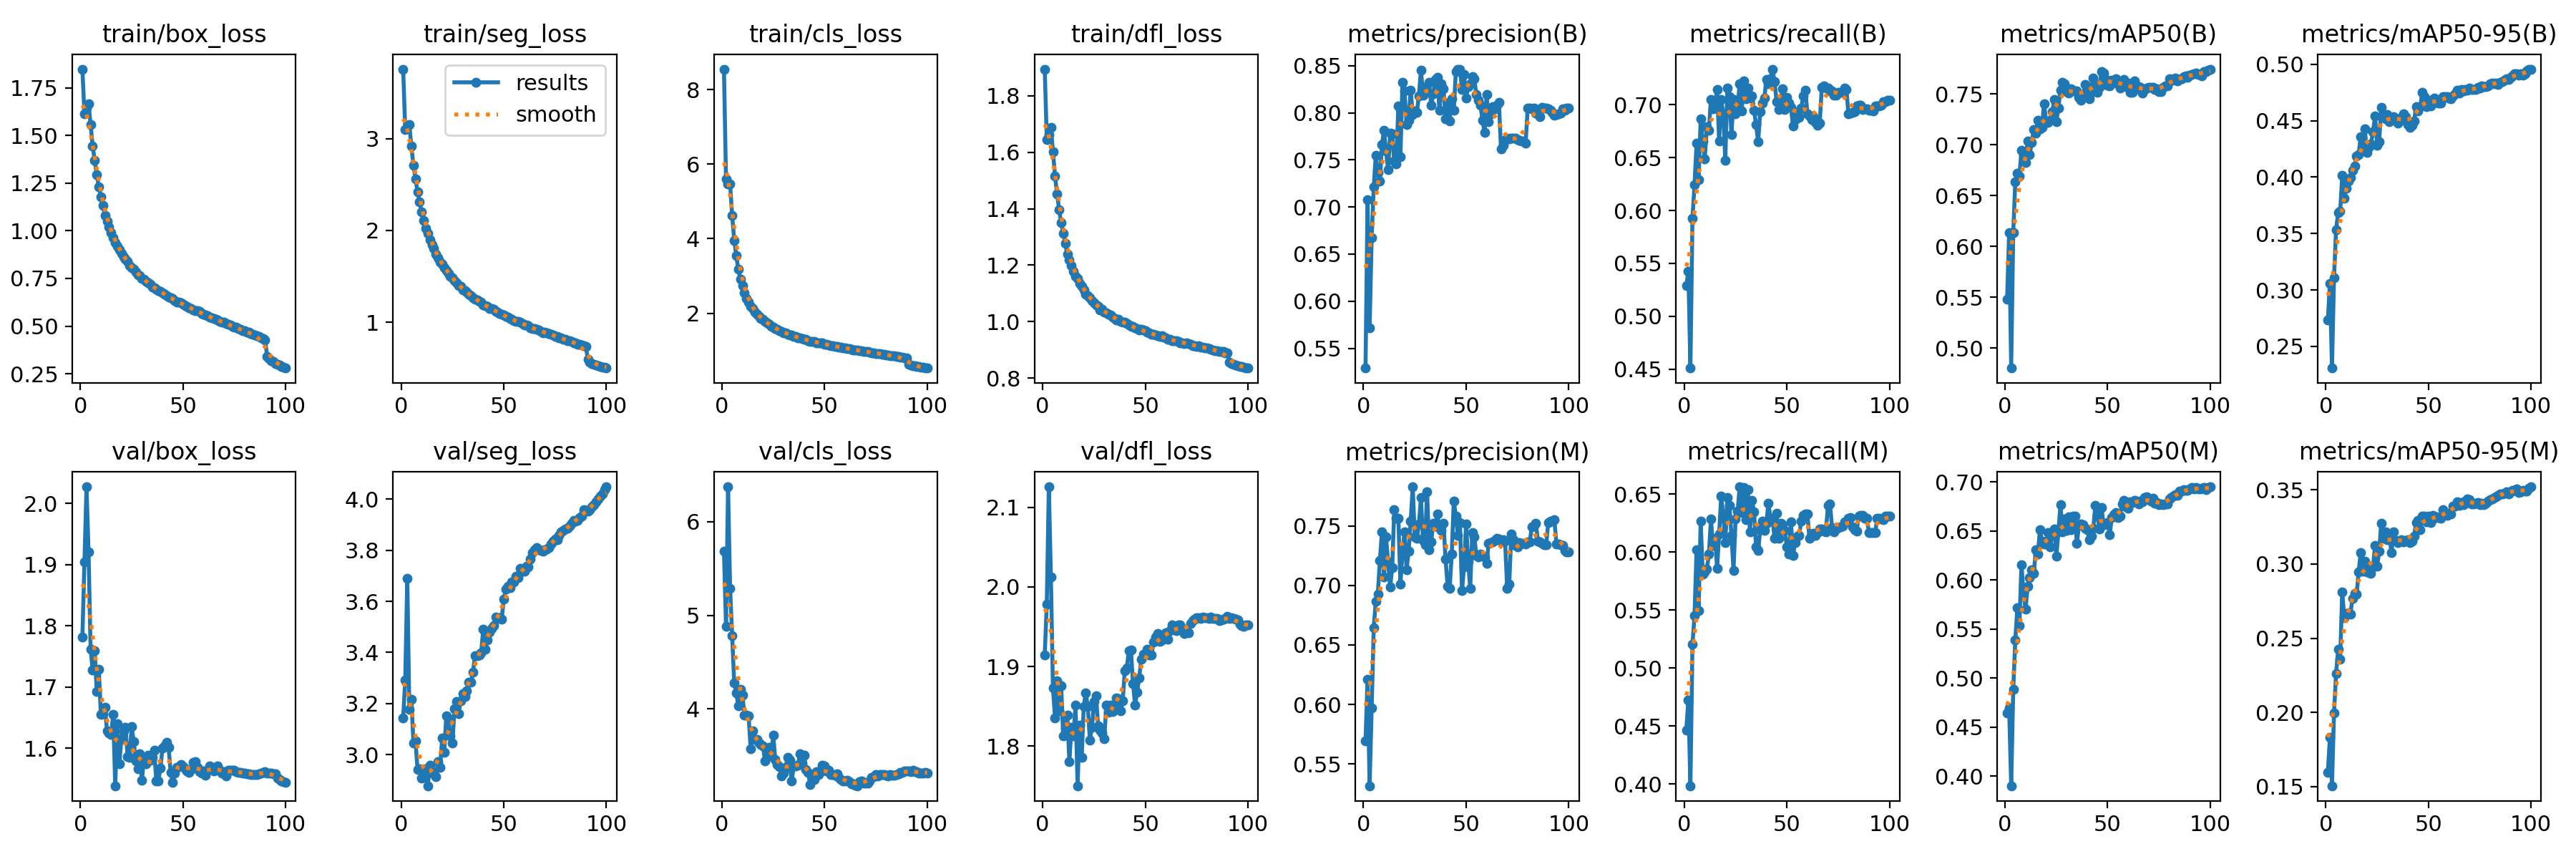 train/box_loss
train/seg_loss
train/cls_loss
train/dfl_loss
metrics/precision(B)
metrics/recall(B)
metrics/mAP50(B)
metrics/mAP50-95(B)
1.75
1.50
1.25
1.00
0.75
0.50
0.25
0 50 100
results
smooth
3
2
1
0 50 100
8
6
4
2
0 50 100
1.8
1.6
1.4
1.2
1.0
0.8
0 50 100
0.85
0.80
0.75
0.70
0.65
0.60
0.55
0 50 100
0.70
0.65
0.60
0.55
0.50
0.45
0 50 100
0.75
0.70
0.65
0.60
0.55
0.50
0 50 100
0.50
0.45
0.40
0.35
0.30
0.25
0 50 100
val/box_loss
val/seg_loss
val/cls_loss
val/dfl_loss
metrics/precision(M)
metrics/recall(M)
metrics/mAP50(M)
metrics/mAP50-95(M)
2.0
1.9
1.8
1.7
1.6
0 50 100
4.0
3.8
3.6
3.4
3.2
3.0
0 50 100
6
5
4
0 50 100
2.1
2.0
1.9
1.8
0 50 100
0.75
0.70
0.65
0.60
0.55
0 50 100
0.65
0.60
0.55
0.50
0.45
0.40
0 50 100
0.70
0.65
0.60
0.55
0.50
0.45
0.40
0 50 100
0.35
0.30
0.25
0.20
0.15
0 50 100